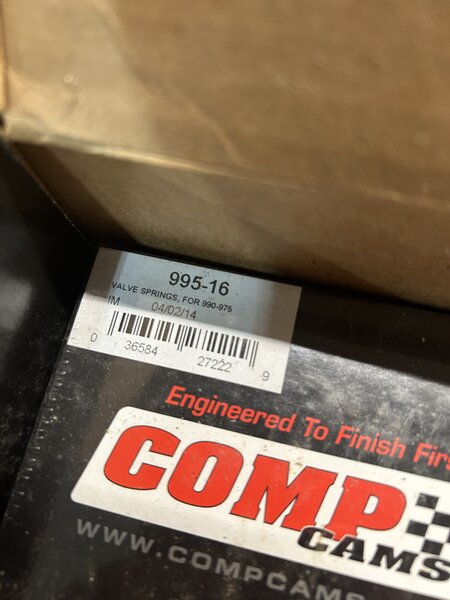 995-16
VALVE SPRINGS, FOR 990-975
IM 04/02/14
0 36584 27222 9
Engineered To Finish Firs
COMP
CAMS
WWW.COMPCAMS